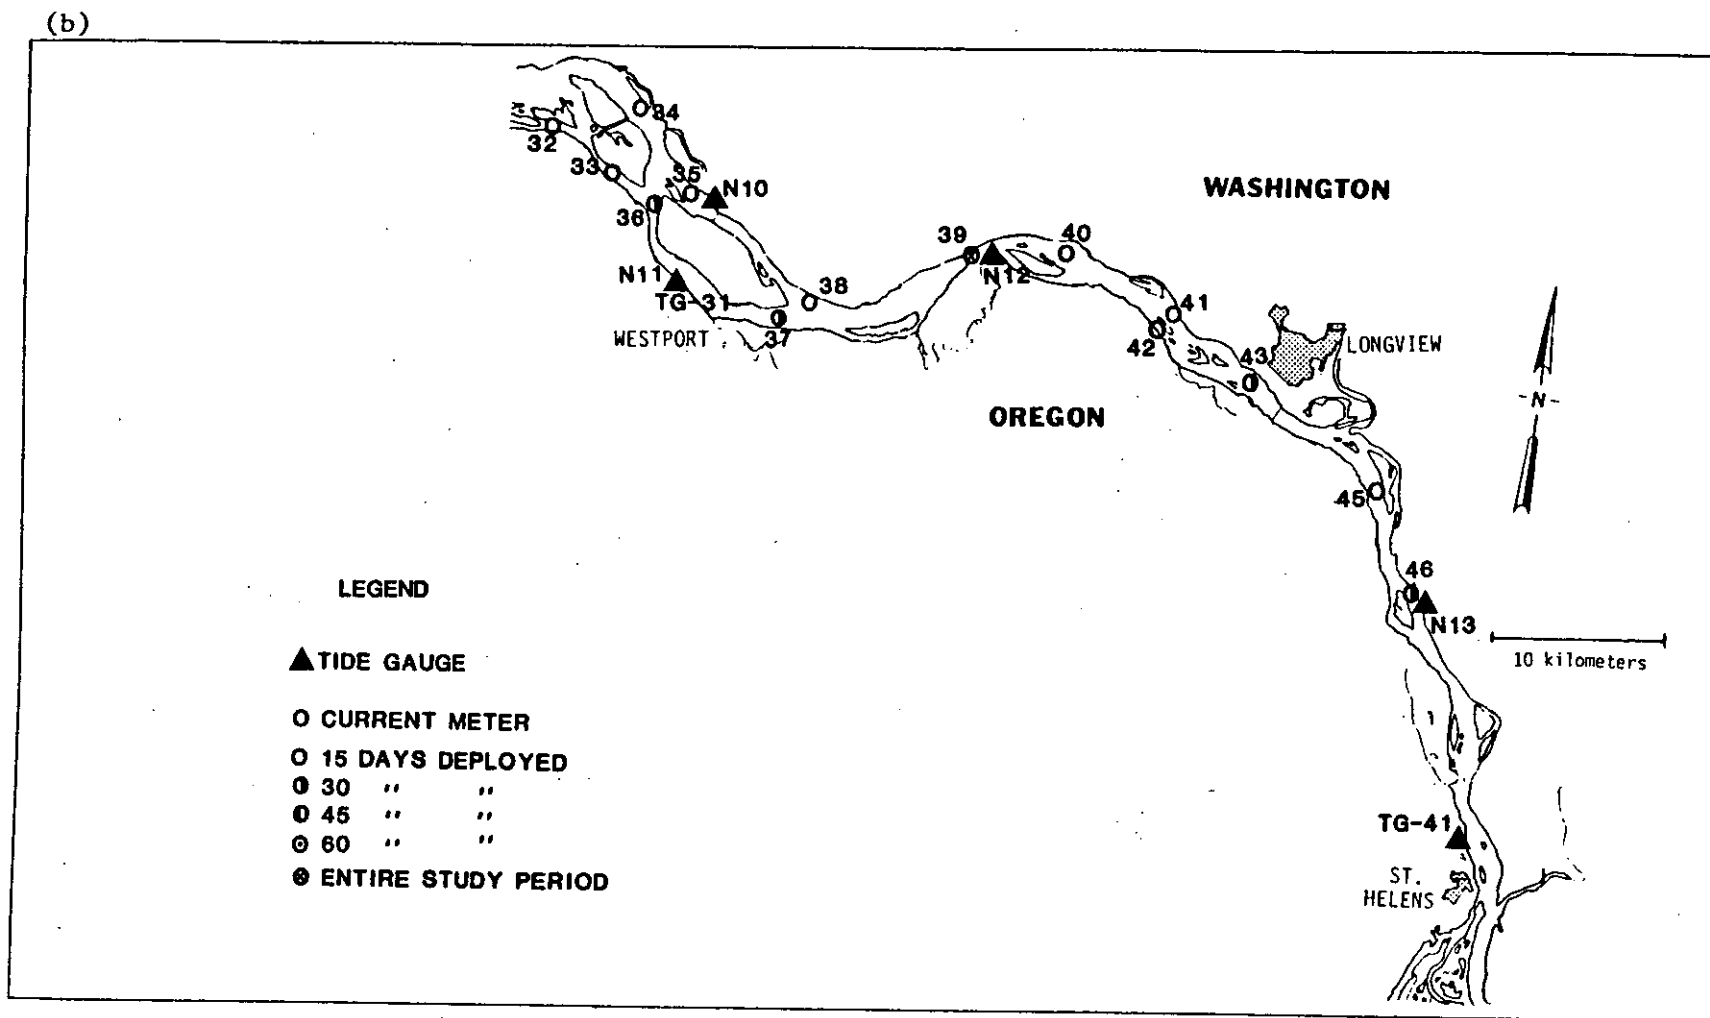 (b)
34
32
33
35
N10
36
WASHINGTON
39
40
N11
N12
38
TG-31
41
WESTPORT
37
42
43
LONGVIEW
OREGON
-N-
45
46
N13
10 kilometers
LEGEND
TIDE GAUGE
CURRENT METER
15 DAYS DEPLOYED
30 " "
45 " "
60 " "
ENTIRE STUDY PERIOD
TG-41
ST.
HELENS